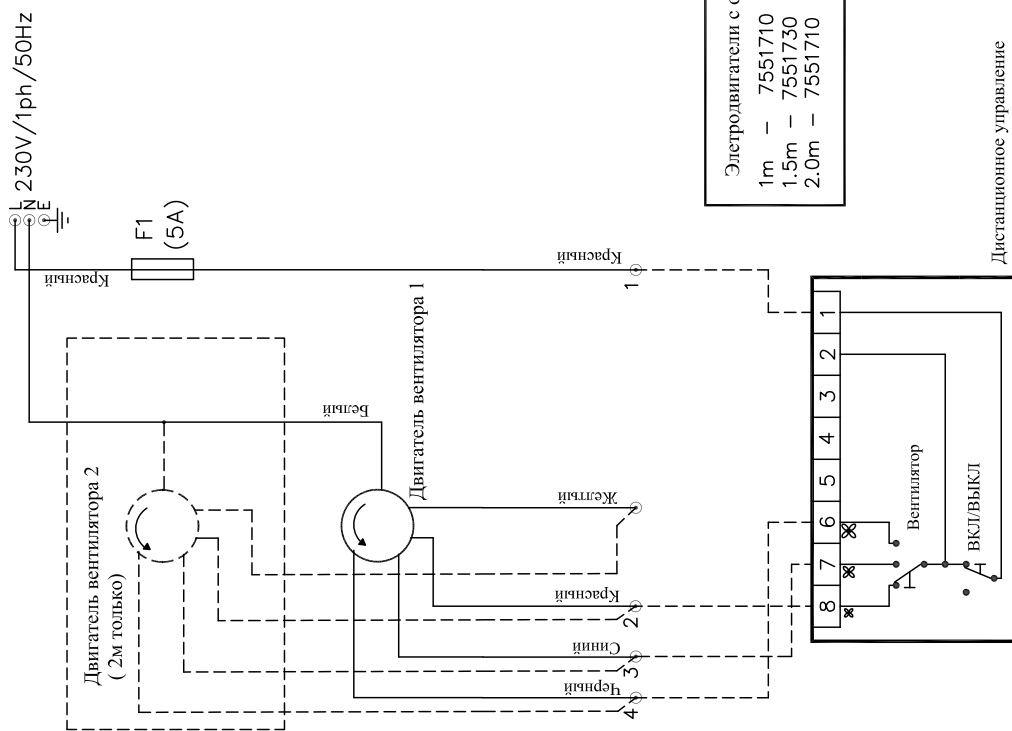 L 230V/1ph/50Hz
N
E
F1
(5A)
Красный
Красный
1
Двигатель вентилятора 2
( 2м только)
Белый
Двигатель вентилятора 1
Желтый
Красный
2
Синий
3
Черный
4
Элетродвигатели с
1m – 7551710
1.5m – 7551730
2.0m – 7551710
Дистанционное управление
1
2
3
4
5
6
7
8
Вентилятор
ВКЛ/ВЫКЛ